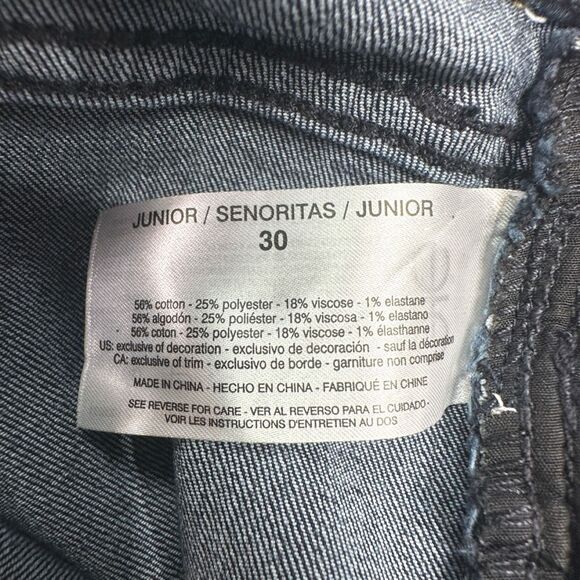 JUNIOR / SENORITAS / JUNIOR
30
56% cotton - 25% polyester - 18% viscose - 1% elastane
56% algodón - 25% poliéster - 18% viscosa - 1% elastano
56% coton - 25% polyester - 18% viscose - 1% élasthanne
US: exclusive of decoration - exclusivo de decoración - sauf la décoration
CA: exclusive of trim - exclusivo de borde - garniture non comprise
MADE IN CHINA - HECHO EN CHINA - FABRIQUÉ EN CHINE
SEE REVERSE FOR CARE - VER AL REVERSO PARA EL CUIDADO -
VOIR LES INSTRUCTIONS D'ENTRETIEN AU DOS